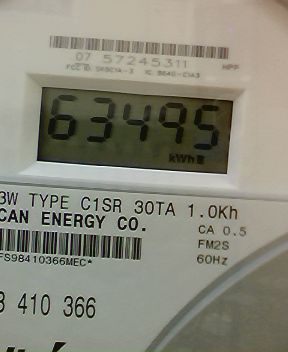 07 57245311 MPP
63495
kWh
3W TYPE C1SR 30TA 1.0Kh
CAN ENERGY CO.
CA 0.5
FM2S
60Hz
FS98410366MEC*
410 366